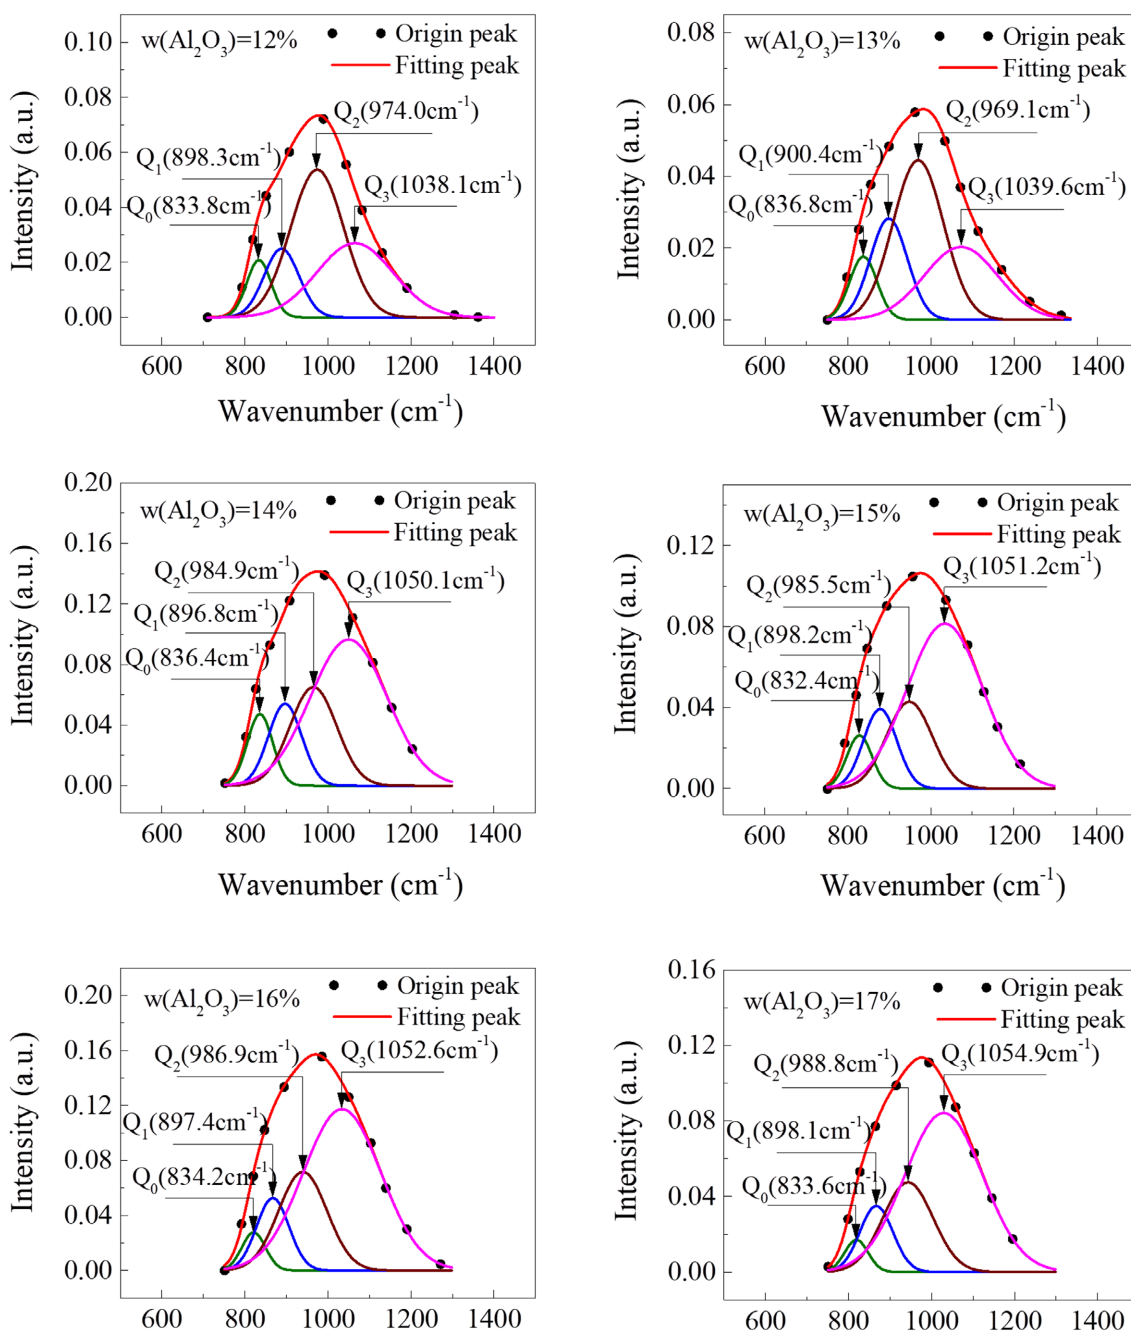 w(Al₂O₃)=12%
Origin peak
Fitting peak
Q₂(974.0cm⁻¹)
Q₁(898.3cm⁻¹)
Q₃(1038.1cm⁻¹)
Q₀(833.8cm⁻¹)
Intensity (a.u.)
0.10
0.08
0.06
0.04
0.02
0.00
600 800 1000 1200 1400
Wavenumber (cm⁻¹)
w(Al₂O₃)=13%
Origin peak
Fitting peak
Q₂(969.1cm⁻¹)
Q₁(900.4cm⁻¹)
Q₃(1039.6cm⁻¹)
Q₀(836.8cm⁻¹)
Intensity (a.u.)
0.08
0.06
0.04
0.02
0.00
600 800 1000 1200 1400
Wavenumber (cm⁻¹)
w(Al₂O₃)=14%
Origin peak
Fitting peak
Q₂(984.9cm⁻¹)
Q₃(1050.1cm⁻¹)
Q₁(896.8cm⁻¹)
Q₀(836.4cm⁻¹)
Intensity (a.u.)
0.20
0.16
0.12
0.08
0.04
0.00
600 800 1000 1200 1400
Wavenumber (cm⁻¹)
w(Al₂O₃)=15%
Origin peak
Fitting peak
Q₃(1051.2cm⁻¹)
Q₂(985.5cm⁻¹)
Q₁(898.2cm⁻¹)
Q₀(832.4cm⁻¹)
Intensity (a.u.)
0.12
0.08
0.04
0.00
600 800 1000 1200 1400
Wavenumber (cm⁻¹)
w(Al₂O₃)=16%
Origin peak
Fitting peak
Q₂(986.9cm⁻¹)
Q₃(1052.6cm⁻¹)
Q₁(897.4cm⁻¹)
Q₀(834.2cm⁻¹)
Intensity (a.u.)
0.20
0.16
0.12
0.08
0.04
0.00
600 800 1000 1200 1400
w(Al₂O₃)=17%
Origin peak
Fitting peak
Q₃(1054.9cm⁻¹)
Q₂(988.8cm⁻¹)
Q₁(898.1cm⁻¹)
Q₀(833.6cm⁻¹)
Intensity (a.u.)
0.16
0.12
0.08
0.04
0.00
600 800 1000 1200 1400